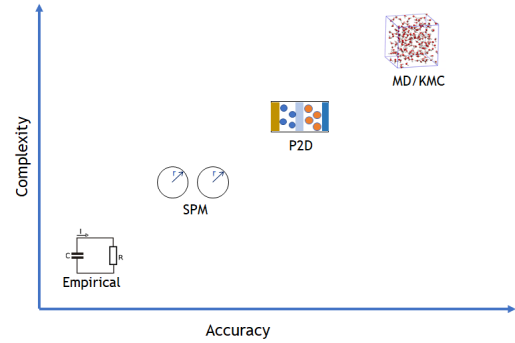 MD/KMC
Complexity
P2D
r r
SPM
I
C R
Empirical
Accuracy